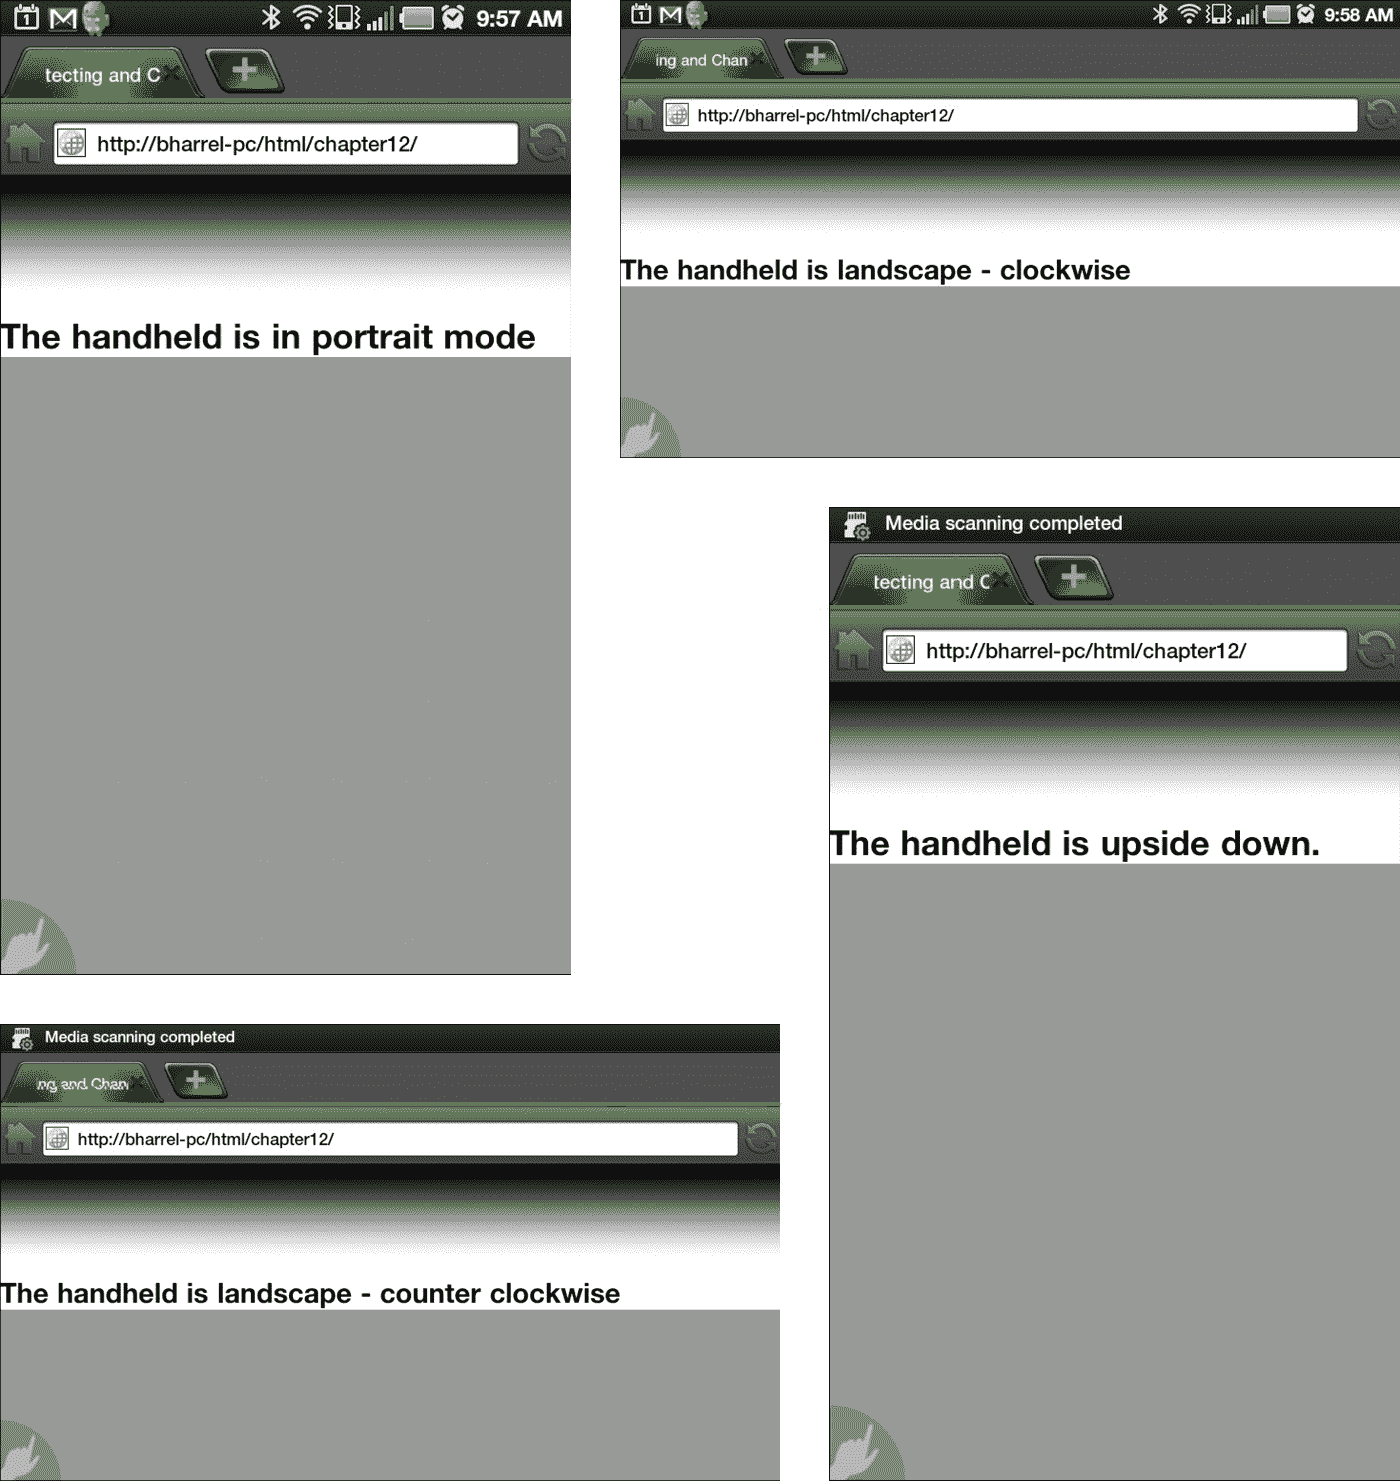 1
9:57 AM
tecting and C
http://bharrel-pc/html/chapter12/
The handheld is in portrait mode
1
9:58 AM
ing and Chan
http://bharrel-pc/html/chapter12/
The handheld is landscape - clockwise
Media scanning completed
tecting and C
http://bharrel-pc/html/chapter12/
The handheld is upside down.
Media scanning completed
ng and Chan
http://bharrel-pc/html/chapter12/
The handheld is landscape - counter clockwise